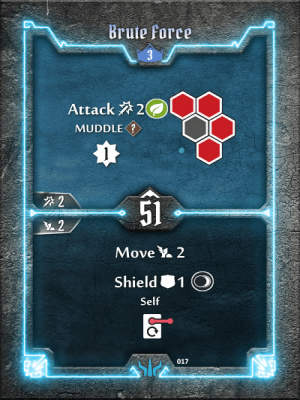 Brute Force
3
Attack 2
MUDDLE ?
1
2
51
2
Move 2
Shield 1
Self
017